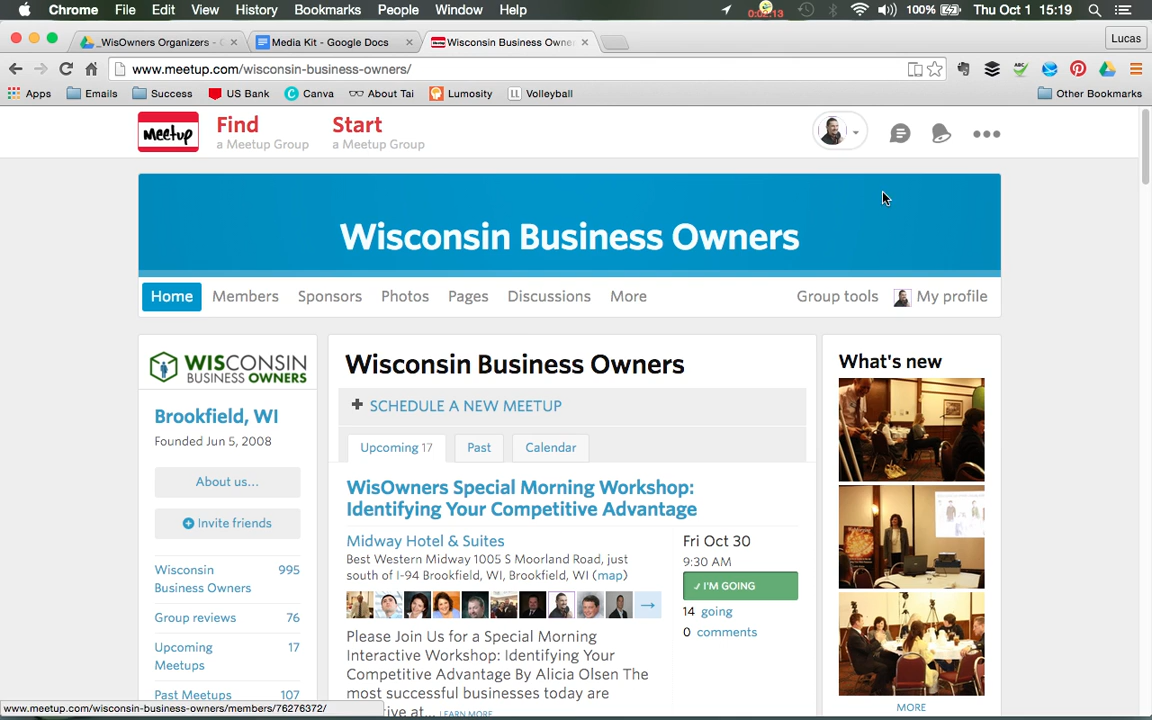 Chrome File Edit View History Bookmarks People Window Help 00:02:13 100% Thu Oct 1 15:19
_WisOwners Organizers - Media Kit - Google Docs Wisconsin Business Owne Lucas
www.meetup.com/wisconsin-business-owners/
Apps Emails Success US Bank Canva About Tai Lumosity LL Volleyball Other Bookmarks
Meetup Find Start
a Meetup Group a Meetup Group
Wisconsin Business Owners
Home Members Sponsors Photos Pages Discussions More Group tools My profile
WISCONSIN
BUSINESS OWNERS
Brookfield, WI
Founded Jun 5, 2008
About us...
Invite friends
Wisconsin Business Owners 995
Group reviews 76
Upcoming Meetups 17
Past Meetups 107
Wisconsin Business Owners
SCHEDULE A NEW MEETUP
Upcoming 17 Past Calendar
WisOwners Special Morning Workshop:
Identifying Your Competitive Advantage
Midway Hotel & Suites
Best Western Midway 1005 S Moorland Road, just
south of I-94 Brookfield, WI, Brookfield, WI (map)
Please Join Us for a Special Morning
Interactive Workshop: Identifying Your
Competitive Advantage By Alicia Olsen The
most successful businesses today are
at... LEARN MORE
Fri Oct 30
9:30 AM
I'M GOING
14 going
0 comments
What's new
MORE
www.meetup.com/wisconsin-business-owners/members/76276372/